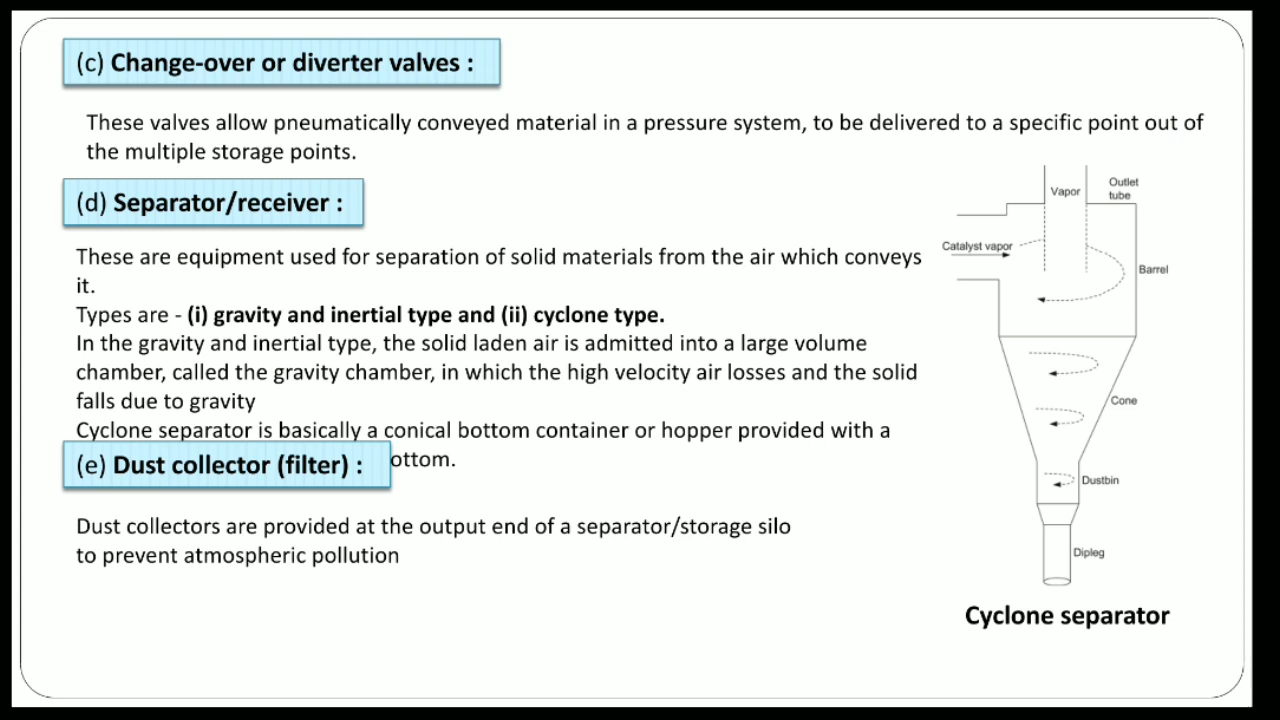 (c) Change-over or diverter valves :
These valves allow pneumatically conveyed material in a pressure system, to be delivered to a specific point out of
the multiple storage points.
(d) Separator/receiver :
These are equipment used for separation of solid materials from the air which conveys
it.
Types are - (i) gravity and inertial type and (ii) cyclone type.
In the gravity and inertial type, the solid laden air is admitted into a large volume
chamber, called the gravity chamber, in which the high velocity air losses and the solid
falls due to gravity
Cyclone separator is basically a conical bottom container or hopper provided with a
ottom.
(e) Dust collector (filter) :
Dust collectors are provided at the output end of a separator/storage silo
to prevent atmospheric pollution
Vapor
Outlet
tube
Catalyst vapor
Barrel
Cone
Dustbin
Dipleg
Cyclone separator